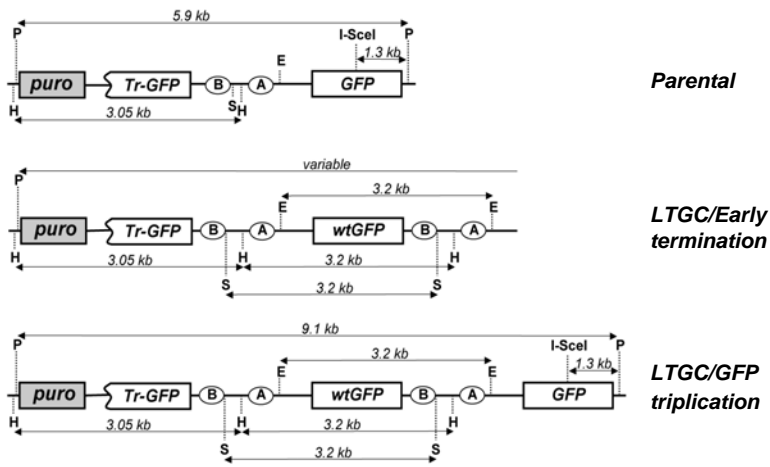 5.9 kb
P I-SceI P
E 1.3 kb
puro Tr-GFP B A GFP
H S H
3.05 kb
Parental
variable
P
3.2 kb
E E
puro Tr-GFP B A wtGFP B A
H H H
3.05 kb 3.2 kb
S S
3.2 kb
LTGC/Early
termination
9.1 kb
P I-SceI P
3.2 kb
E E 1.3 kb
puro Tr-GFP B A wtGFP B A GFP
H H H
3.05 kb 3.2 kb
S S
3.2 kb
LTGC/GFP
triplication